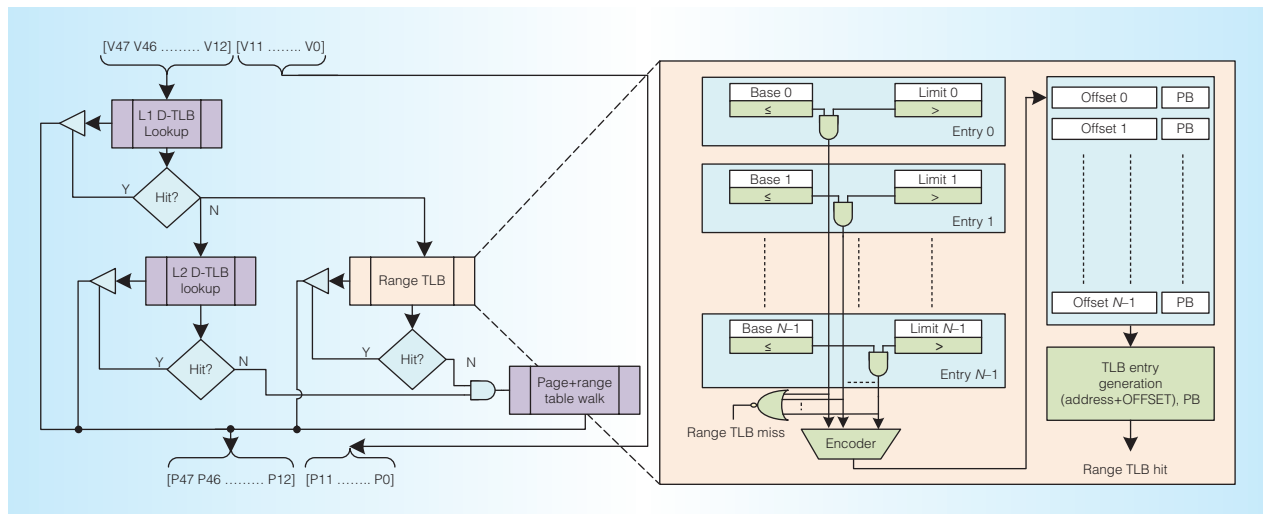 [V47 V46 ......... V12] [V11 ........ V0]
L1 D-TLB
Lookup
Hit?
Y
N
L2 D-TLB
lookup
Hit?
Y
N
Range TLB
Hit?
Y
N
Page+range
table walk
[P47 P46 ......... P12] [P11 ........ P0]
Base 0
≤
Limit 0
>
Entry 0
Base 1
≤
Limit 1
>
Entry 1
Base N–1
≤
Limit N–1
>
Entry N–1
Range TLB miss
Encoder
Offset 0 PB
Offset 1 PB
Offset N–1 PB
TLB entry
generation
(address+OFFSET), PB
Range TLB hit